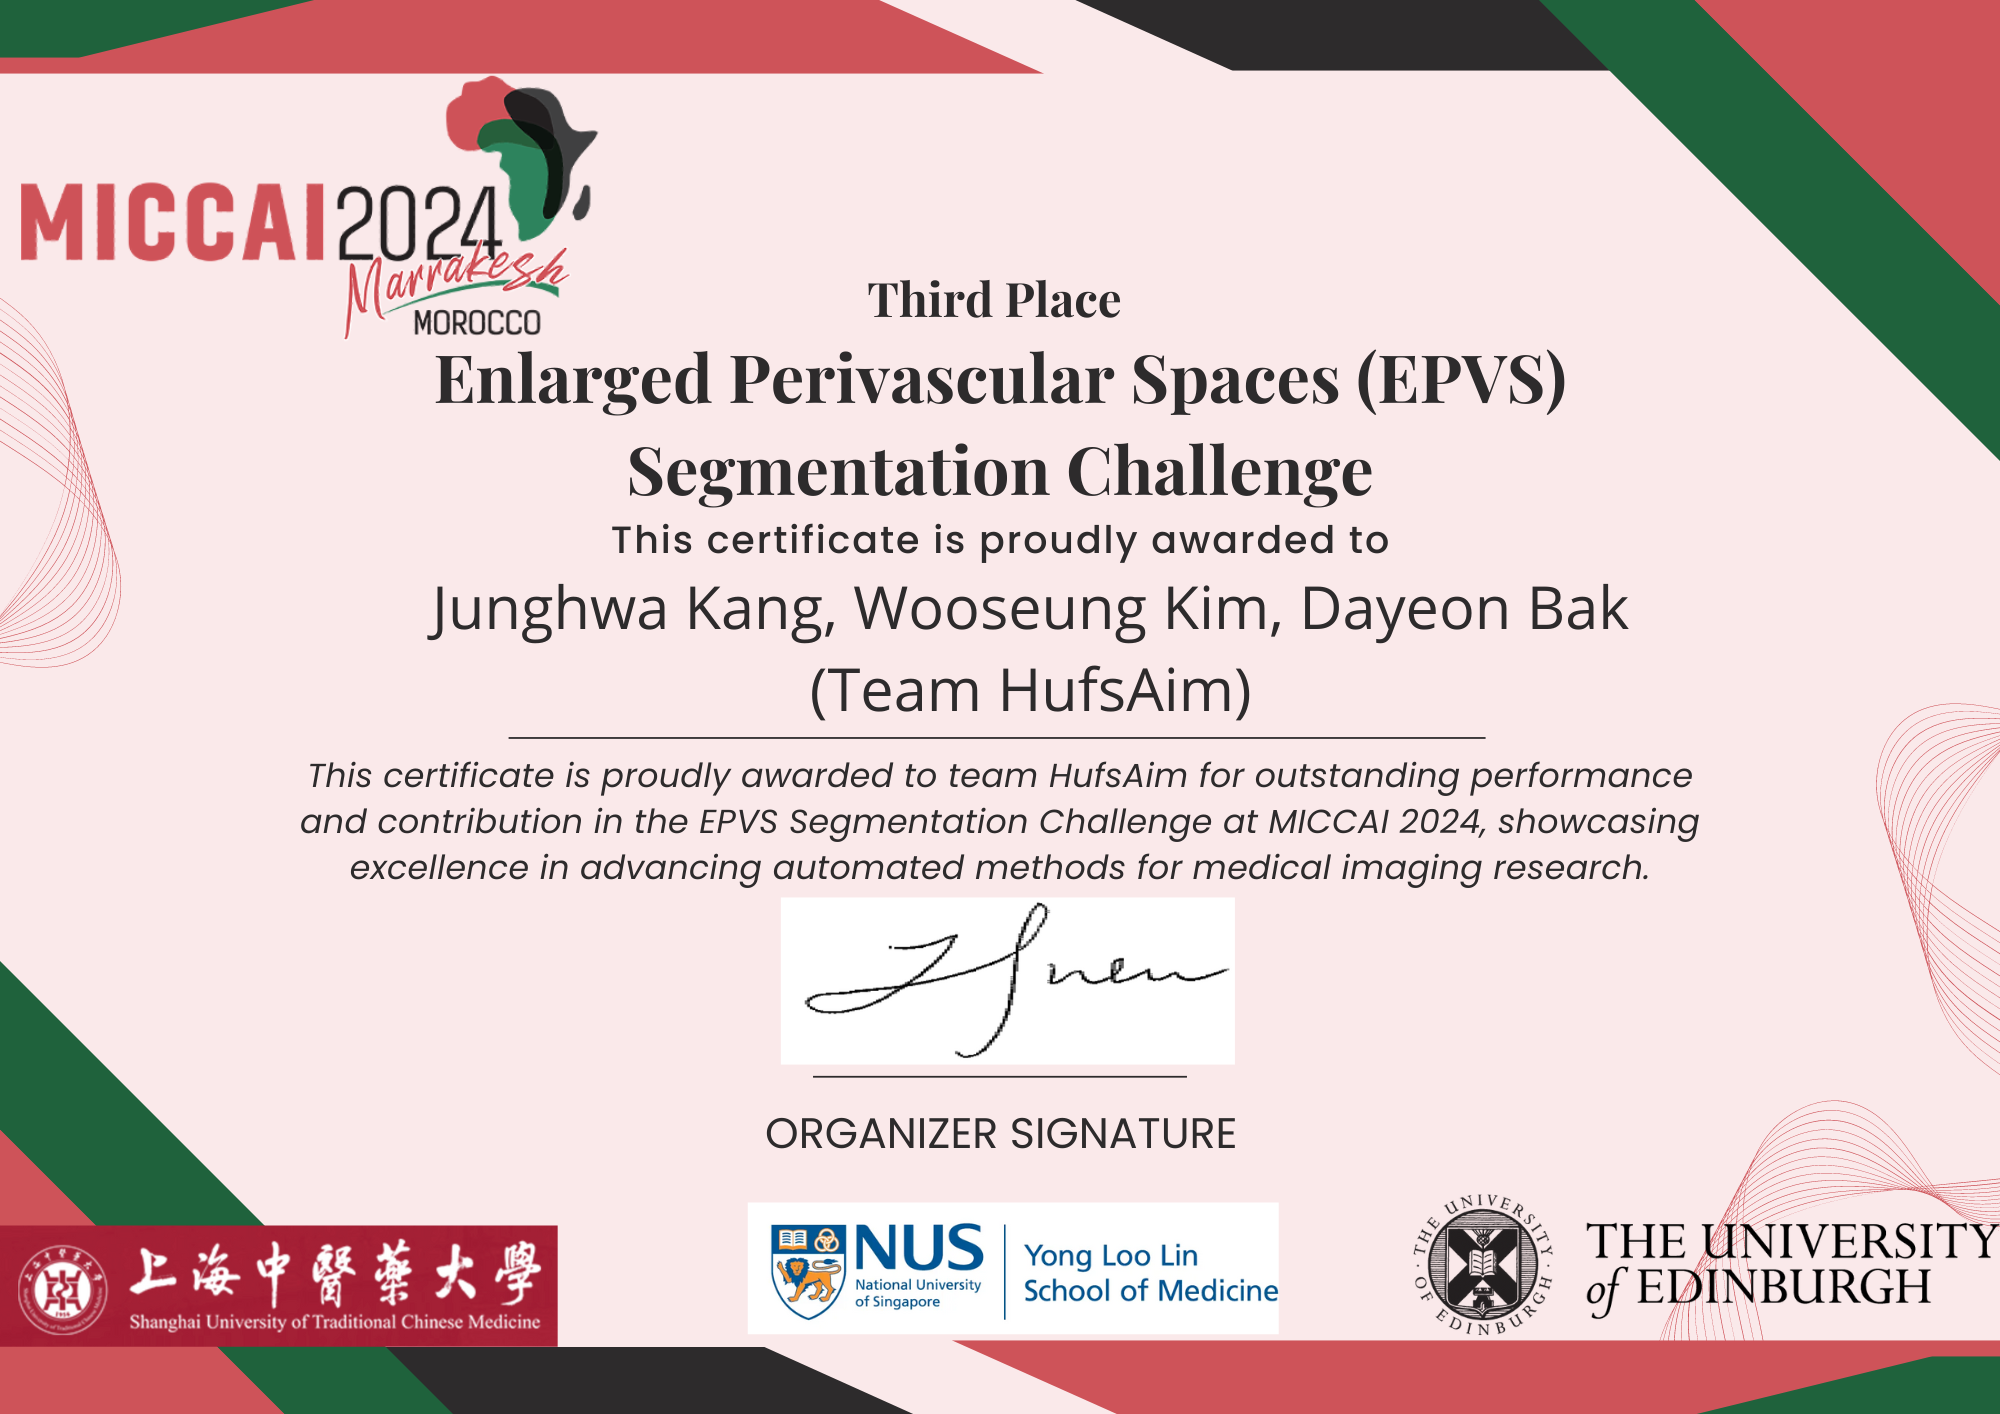 MICCAI2024
Marrakesh
MOROCCO
Third Place
Enlarged Perivascular Spaces (EPVS)
Segmentation Challenge
This certificate is proudly awarded to
Junghwa Kang, Wooseung Kim, Dayeon Bak
(Team HufsAim)
This certificate is proudly awarded to team HufsAim for outstanding performance
and contribution in the EPVS Segmentation Challenge at MICCAI 2024, showcasing
excellence in advancing automated methods for medical imaging research.
ORGANIZER SIGNATURE
上海中醫藥大學
Shanghai University of Traditional Chinese Medicine
NUS
National University
of Singapore
Yong Loo Lin
School of Medicine
THE UNIVERSITY OF EDINBURGH
THE UNIVERSITY
of EDINBURGH